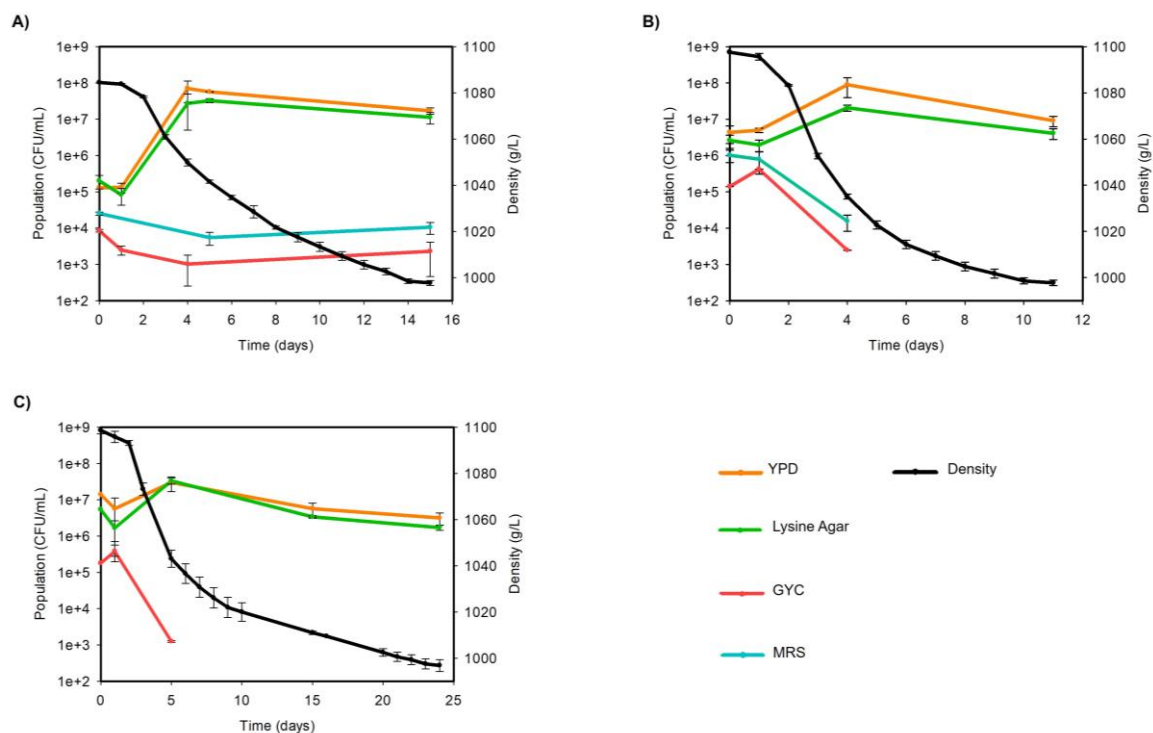 A)
1e+9
1e+8
1e+7
1e+6
1e+5
1e+4
1e+3
1e+2
Population (CFU/mL)
1100
1080
1060
1040
1020
1000
Density (g/L)
0 2 4 6 8 10 12 14 16
Time (days)
B)
1e+9
1e+8
1e+7
1e+6
1e+5
1e+4
1e+3
1e+2
Population (CFU/mL)
1100
1080
1060
1040
1020
1000
Density (g/L)
0 2 4 6 8 10 12
Time (days)
C)
1e+9
1e+8
1e+7
1e+6
1e+5
1e+4
1e+3
1e+2
Population (CFU/mL)
1100
1080
1060
1040
1020
1000
Density (g/L)
0 5 10 15 20 25
Time (days)
YPD Density
Lysine Agar
GYC
MRS